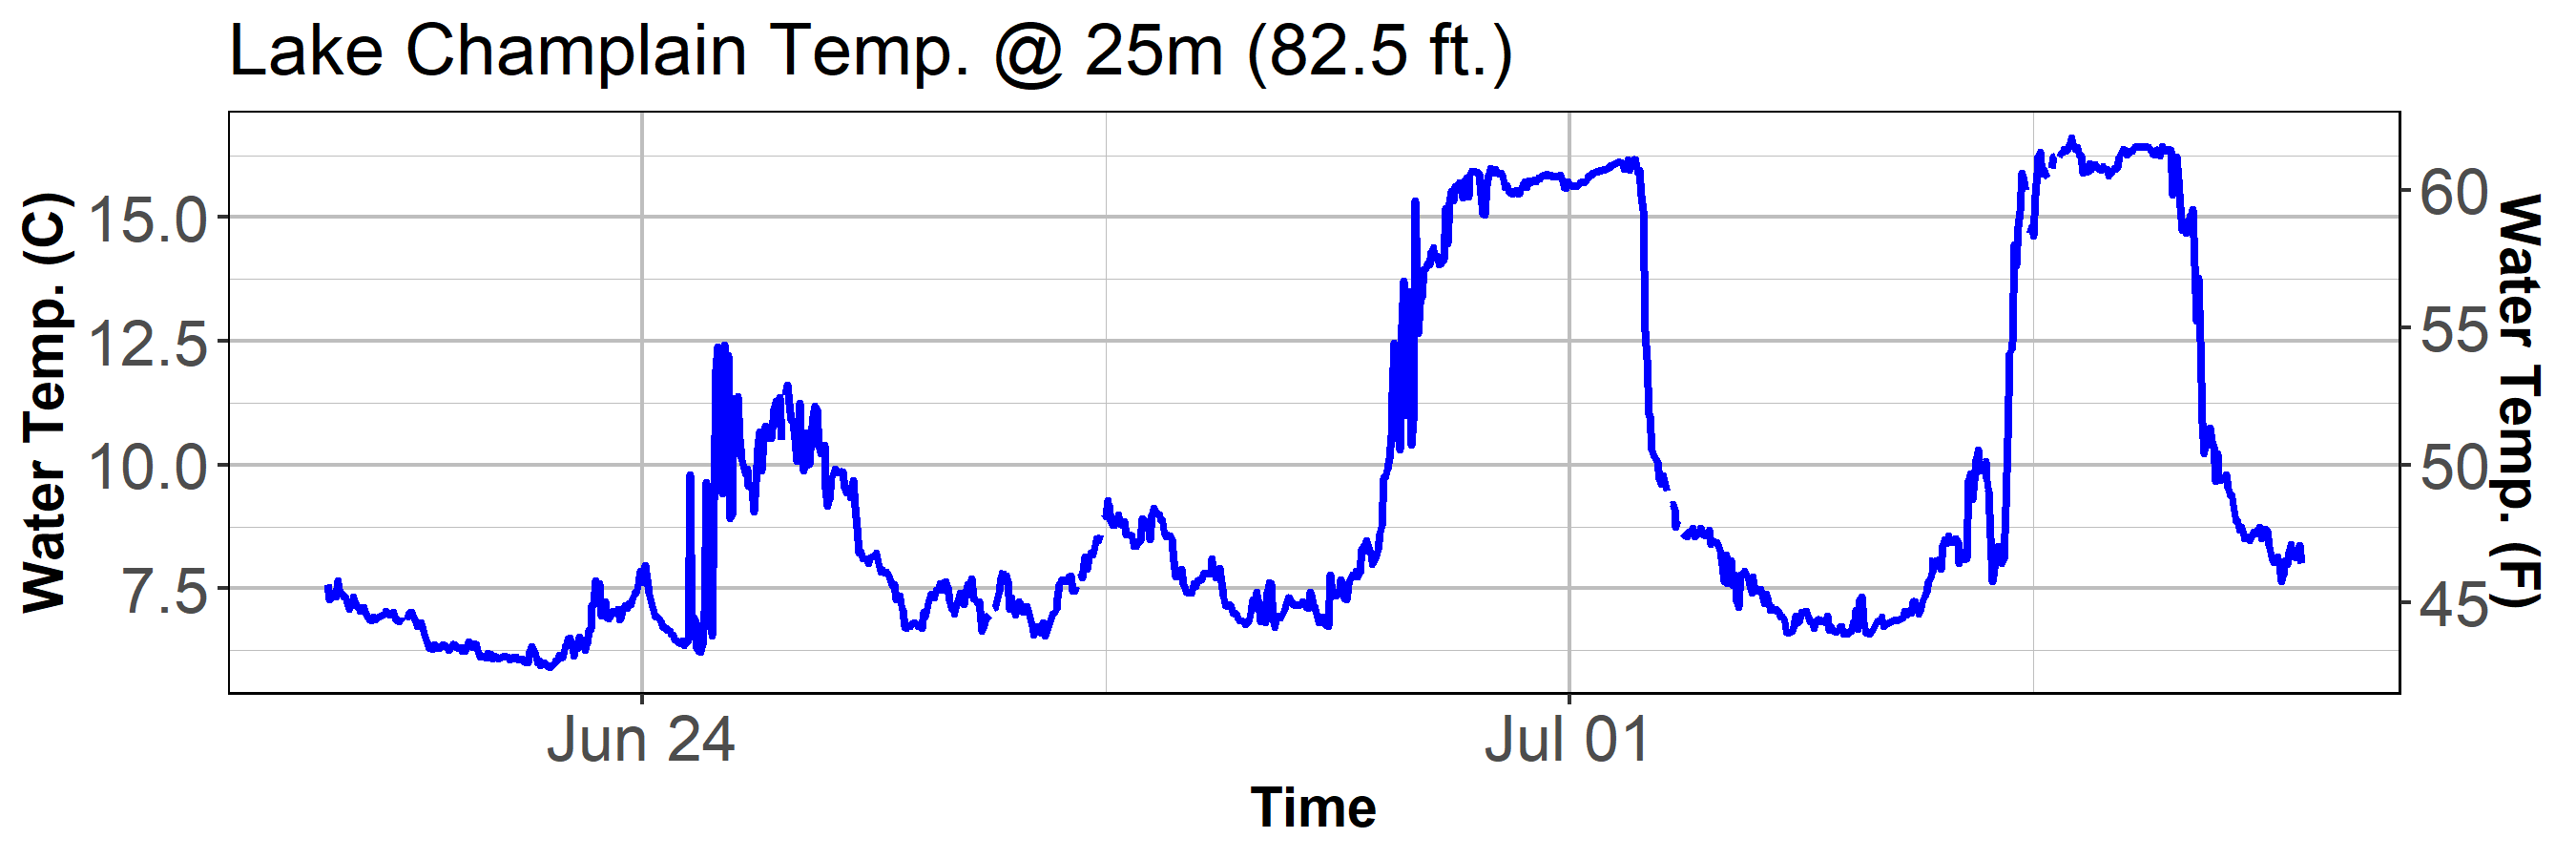 Lake Champlain Temp. @ 25m (82.5 ft.)
Water Temp. (C)
15.0
12.5
10.0
7.5
60
55
50
45
Water Temp. (F)
Jun 24
Jul 01
Time